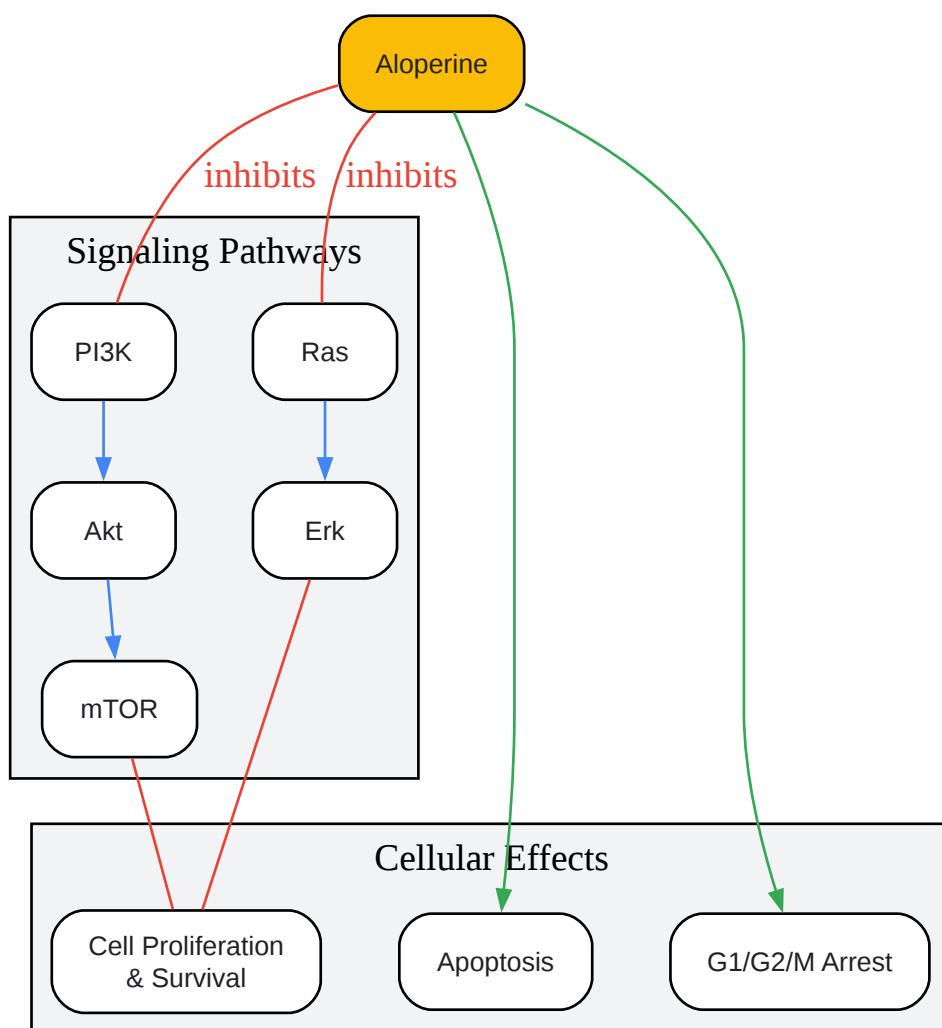 Aloperine
inhibits
inhibits
Signaling Pathways
PI3K
Ras
Akt
Erk
mTOR
Cellular Effects
Cell Proliferation
& Survival
Apoptosis
G1/G2/M Arrest